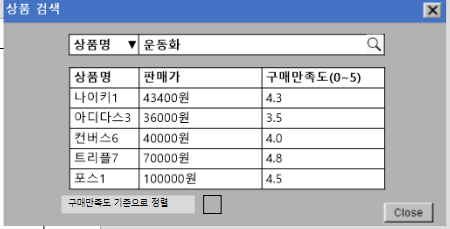 상품 검색
상품명 ▼ 운동화
상품명 판매가 구매만족도(0~5)
나이키1 43400원 4.3
아디다스3 36000원 3.5
컨버스6 40000원 4.0
트리플7 70000원 4.8
포스1 100000원 4.5
구매만족도 기준으로 정렬
Close